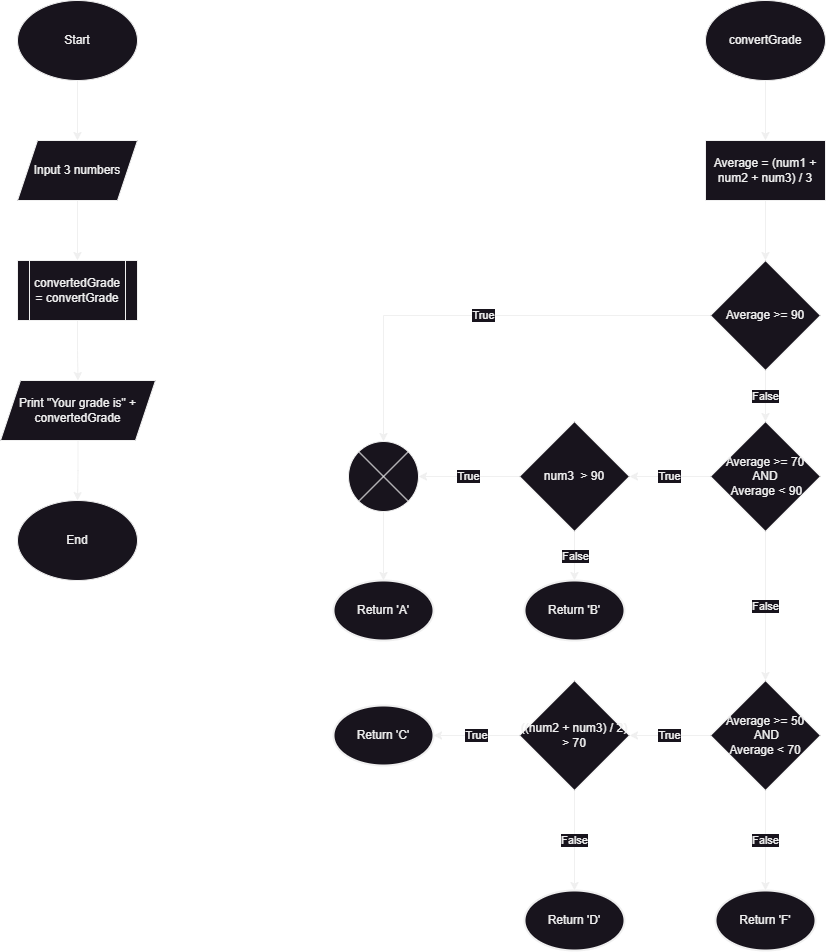 Start
Input 3 numbers
convertedGrade
= convertGrade
Print "Your grade is" +
convertedGrade
End
convertGrade
Average = (num1 +
num2 + num3) / 3
Average >= 90
True
False
Average >= 70
AND
Average < 90
True
num3  > 90
True
False
Return 'A'
Return 'B'
False
Average >= 50
AND
Average < 70
True
((num2 + num3) / 2)
> 70
True
Return 'C'
False
False
Return 'D'
Return 'F'